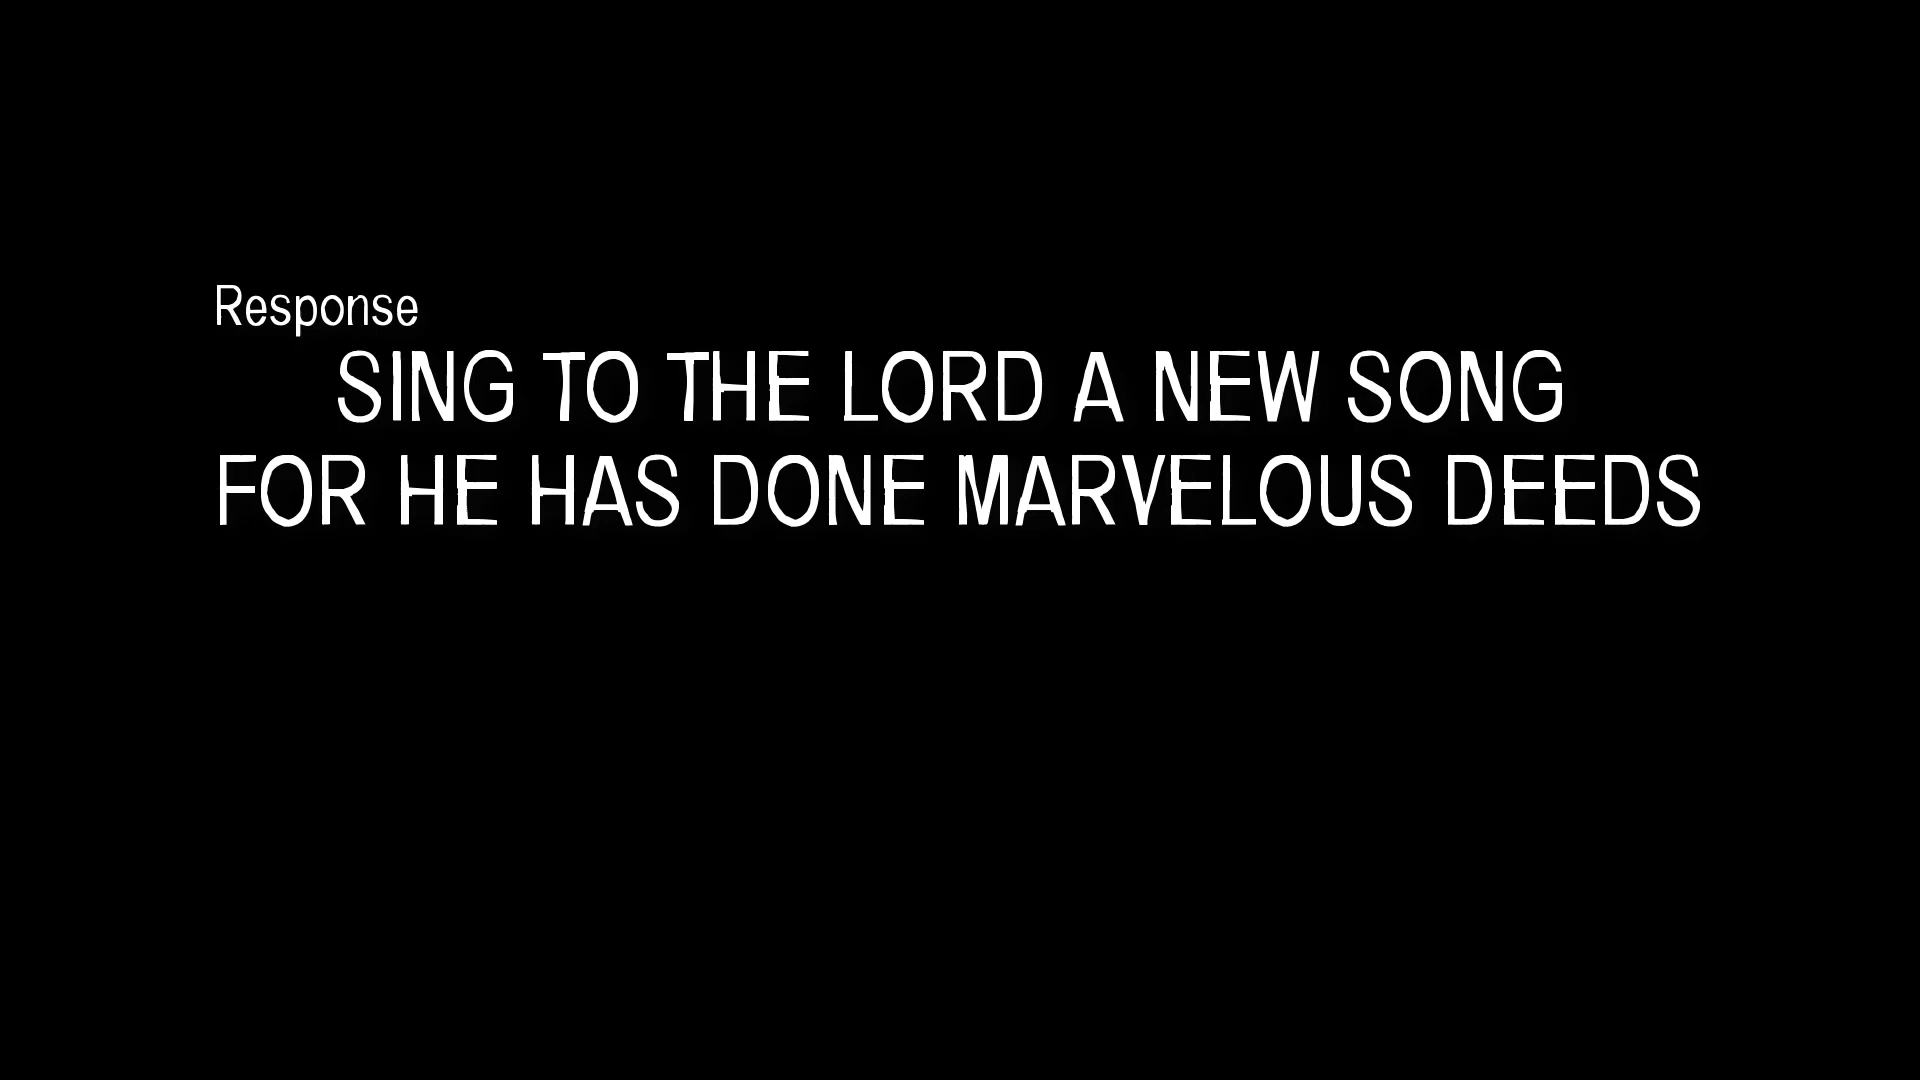 Response
SING TO THE LORD A NEW SONG
FOR HE HAS DONE MARVELOUS DEEDS